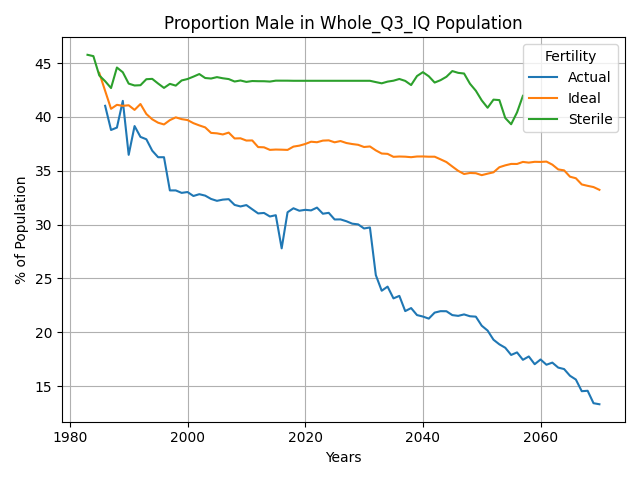 Proportion Male in Whole_Q3_IQ Population
Fertility
Actual
Ideal
Sterile
% of Population
45
40
35
30
25
20
15
1980
2000
2020
2040
2060
Years